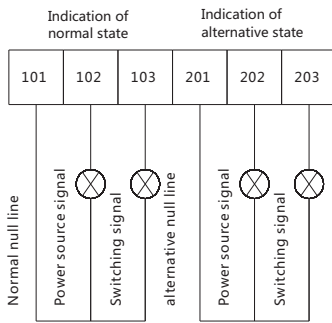 Indication of
normal state
Indication of
alternative state
101 102 103 201 202 203
Normal null line
Power source signal
Switching signal
alternative null line
Power source signal
Switching signal